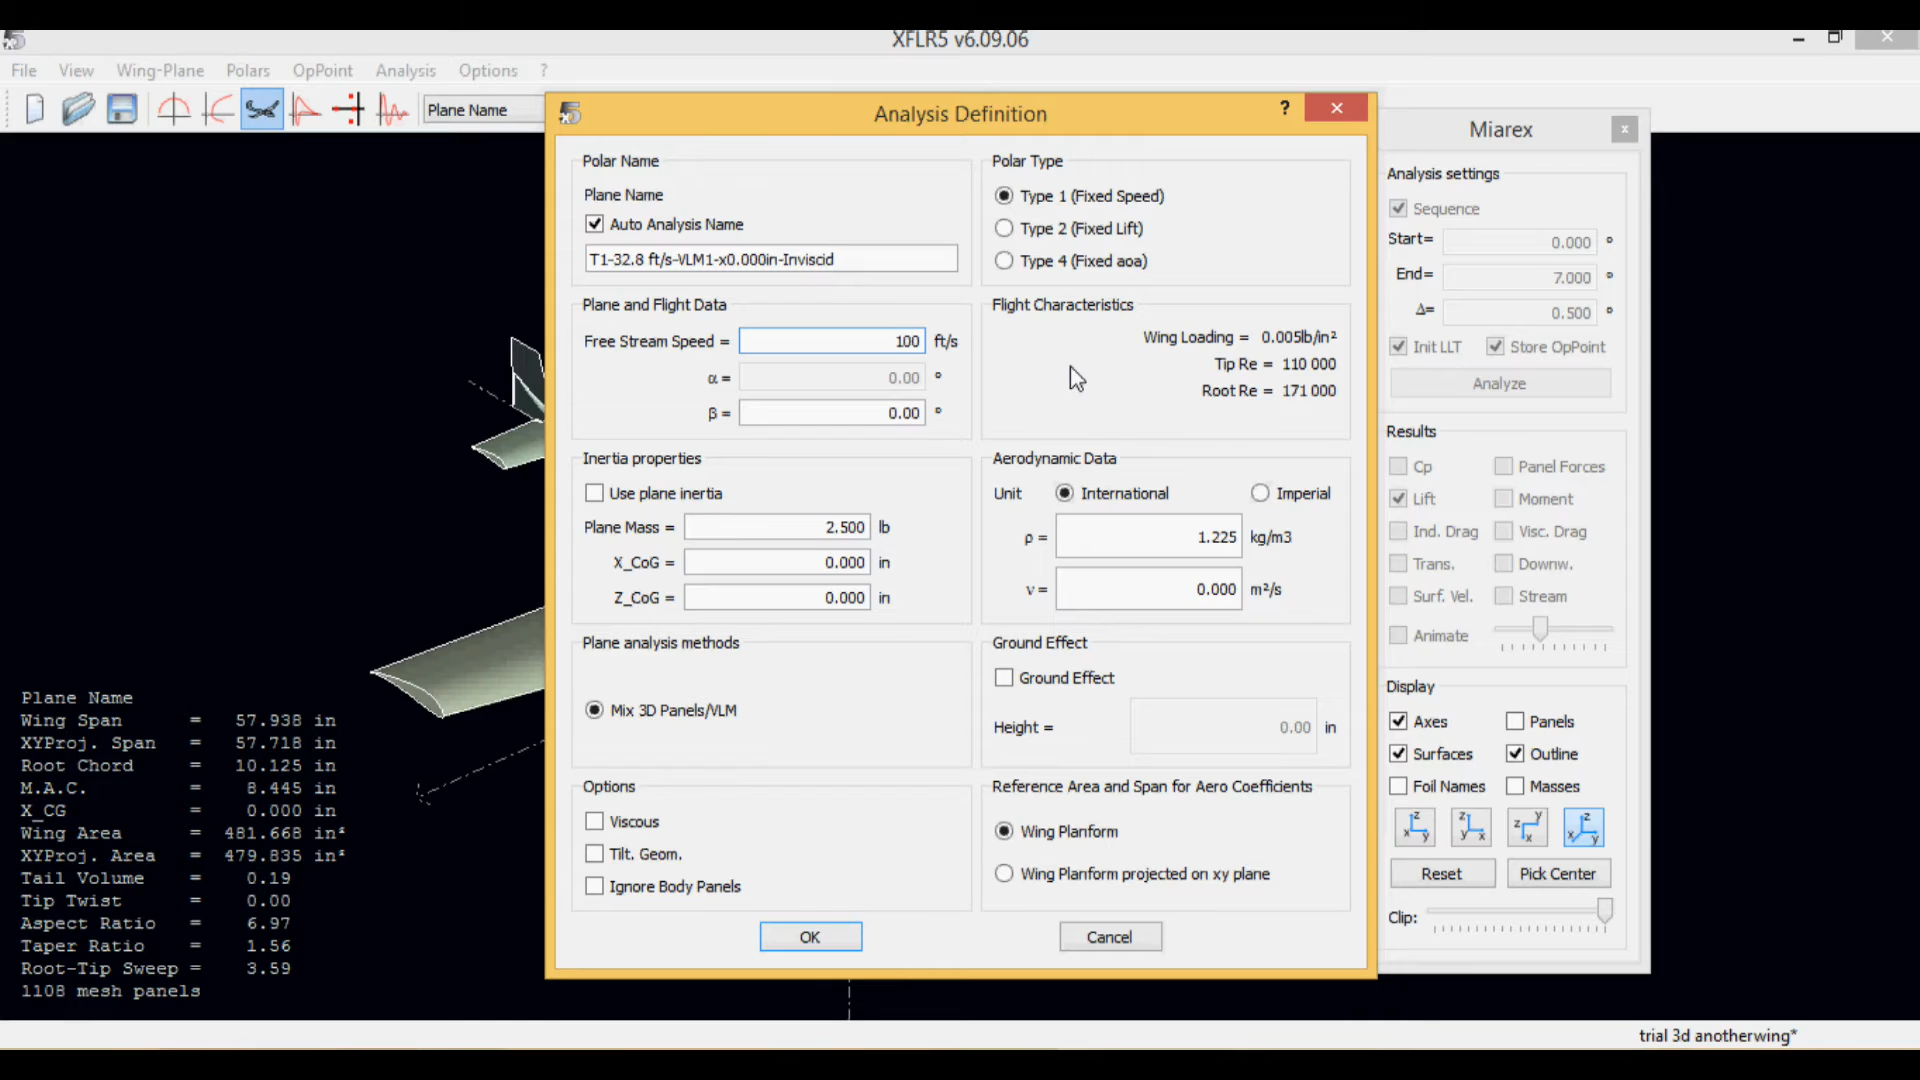 XFLR5 v6.09.06
File View Wing-Plane Polars OpPoint Analysis Options ?
Plane Name
Analysis Definition
?
Polar Name
Plane Name
Auto Analysis Name
T1-32.8 ft/s-VLM1-x0.000in-Inviscid
Polar Type
Type 1 (Fixed Speed)
Type 2 (Fixed Lift)
Type 4 (Fixed aoa)
Plane and Flight Data
Free Stream Speed = 100 ft/s
α = 0.00 °
β = 0.00 °
Flight Characteristics
Wing Loading = 0.005lb/in²
Tip Re = 110 000
Root Re = 171 000
Inertia properties
Use plane inertia
Plane Mass = 2.500 lb
X_CoG = 0.000 in
Z_CoG = 0.000 in
Aerodynamic Data
Unit International Imperial
ρ = 1.225 kg/m3
ν = 0.000 m²/s
Plane analysis methods
Mix 3D Panels/VLM
Ground Effect
Ground Effect
Height = 0.00 in
Options
Viscous
Tilt. Geom.
Ignore Body Panels
Reference Area and Span for Aero Coefficients
Wing Planform
Wing Planform projected on xy plane
OK Cancel
Miarex
Analysis settings
Sequence
Start= 0.000 °
End= 7.000 °
Δ= 0.500 °
Init LLT Store OpPoint
Analyze
Results
Cp Panel Forces
Lift Moment
Ind. Drag Visc. Drag
Trans. Downw.
Surf. Vel. Stream
Animate
Display
Axes Panels
Surfaces Outline
Foil Names Masses
z x y z y x y z x z x y
Reset Pick Center
Clip:
Plane Name
Wing Span = 57.938 in
XYProj. Span = 57.718 in
Root Chord = 10.125 in
M.A.C. = 8.445 in
X_CG = 0.000 in
Wing Area = 481.668 in²
XYProj. Area = 479.835 in²
Tail Volume = 0.19
Tip Twist = 0.00
Aspect Ratio = 6.97
Taper Ratio = 1.56
Root-Tip Sweep = 3.59
1108 mesh panels
trial 3d anotherwing*